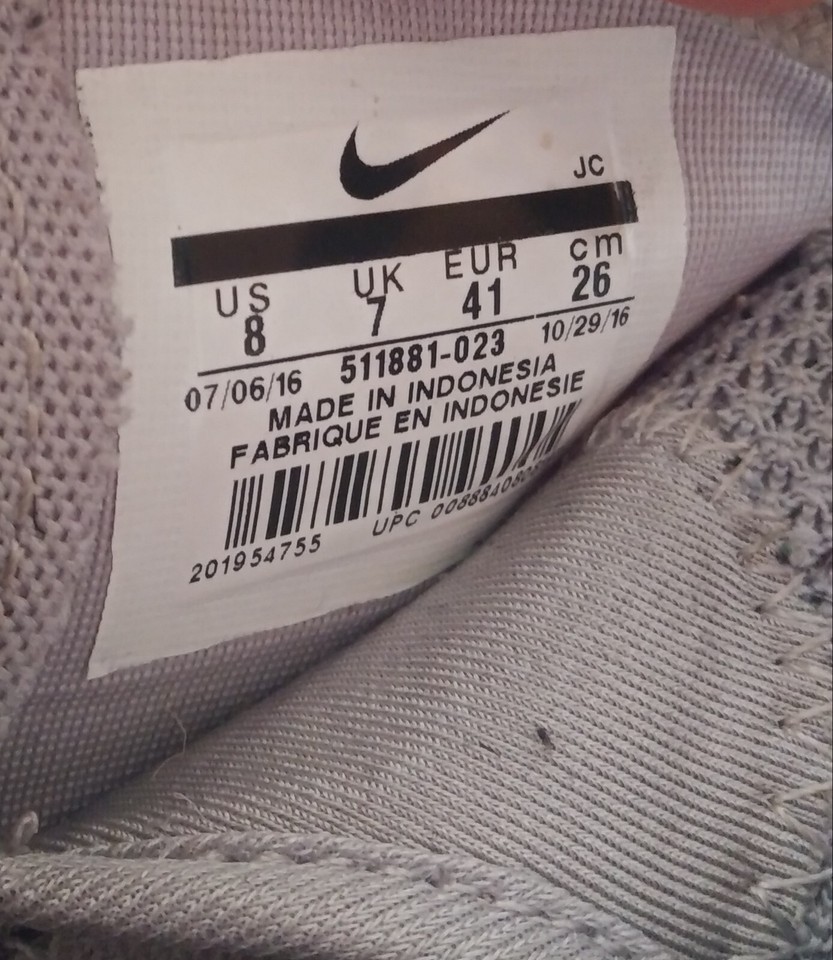 JC
US UK EUR cm
8 7 41 26
07/06/16 511881-023 10/29/16
MADE IN INDONESIA
FABRIQUE EN INDONESIE
201954755 UPC